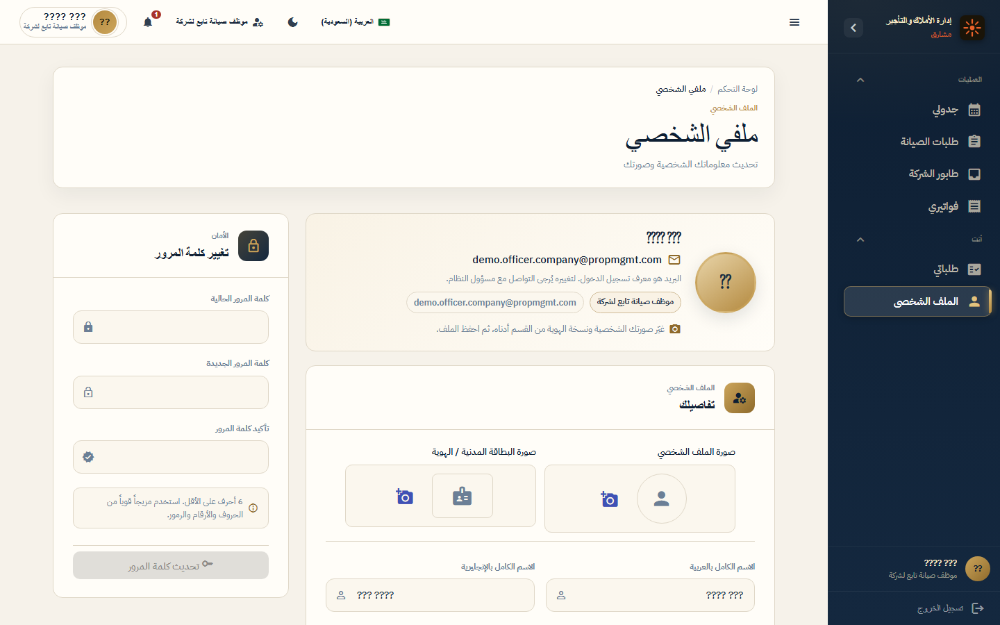 إدارة الأملاك والتأجير
مشارق
العمليات
جدولي
طلبات الصيانة
طابور الشركة
فواتيري
أنت
طلباتي
الملف الشخصي
?? ??? ????
موظف صيانة تابع لشركة
تسجيل الخروج
العربية (السعودية)
موظف صيانة تابع لشركة
1
?? ??? ????
موظف صيانة تابع لشركة
لوحة التحكم / ملفي الشخصي
الملف الشخصي
ملفي الشخصي
تحديث معلوماتك الشخصية وصورتك
??
??? ????
demo.officer.company@propmgmt.com
البريد هو معرف تسجيل الدخول. لتغييره يُرجى التواصل مع مسؤول النظام.
موظف صيانة تابع لشركة
demo.officer.company@propmgmt.com
غيّر صورتك الشخصية ونسخة الهوية من القسم أدناه، ثم احفظ الملف.
الملف الشخصي
تفاصيلك
صورة الملف الشخصي
صورة البطاقة المدنية / الهوية
الاسم الكامل بالعربية
??? ????
الاسم الكامل بالإنجليزية
??? ????
الأمان
تغيير كلمة المرور
كلمة المرور الحالية
كلمة المرور الجديدة
تأكيد كلمة المرور
6 أحرف على الأقل. استخدم مزيجاً قوياً من
الحروف والأرقام والرموز.
تحديث كلمة المرور